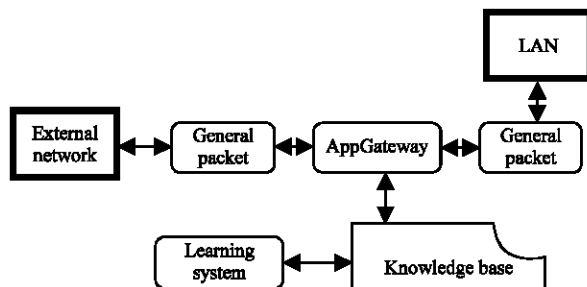 LAN
External
network
General
packet
AppGateway
General
packet
Learning
system
Knowledge base